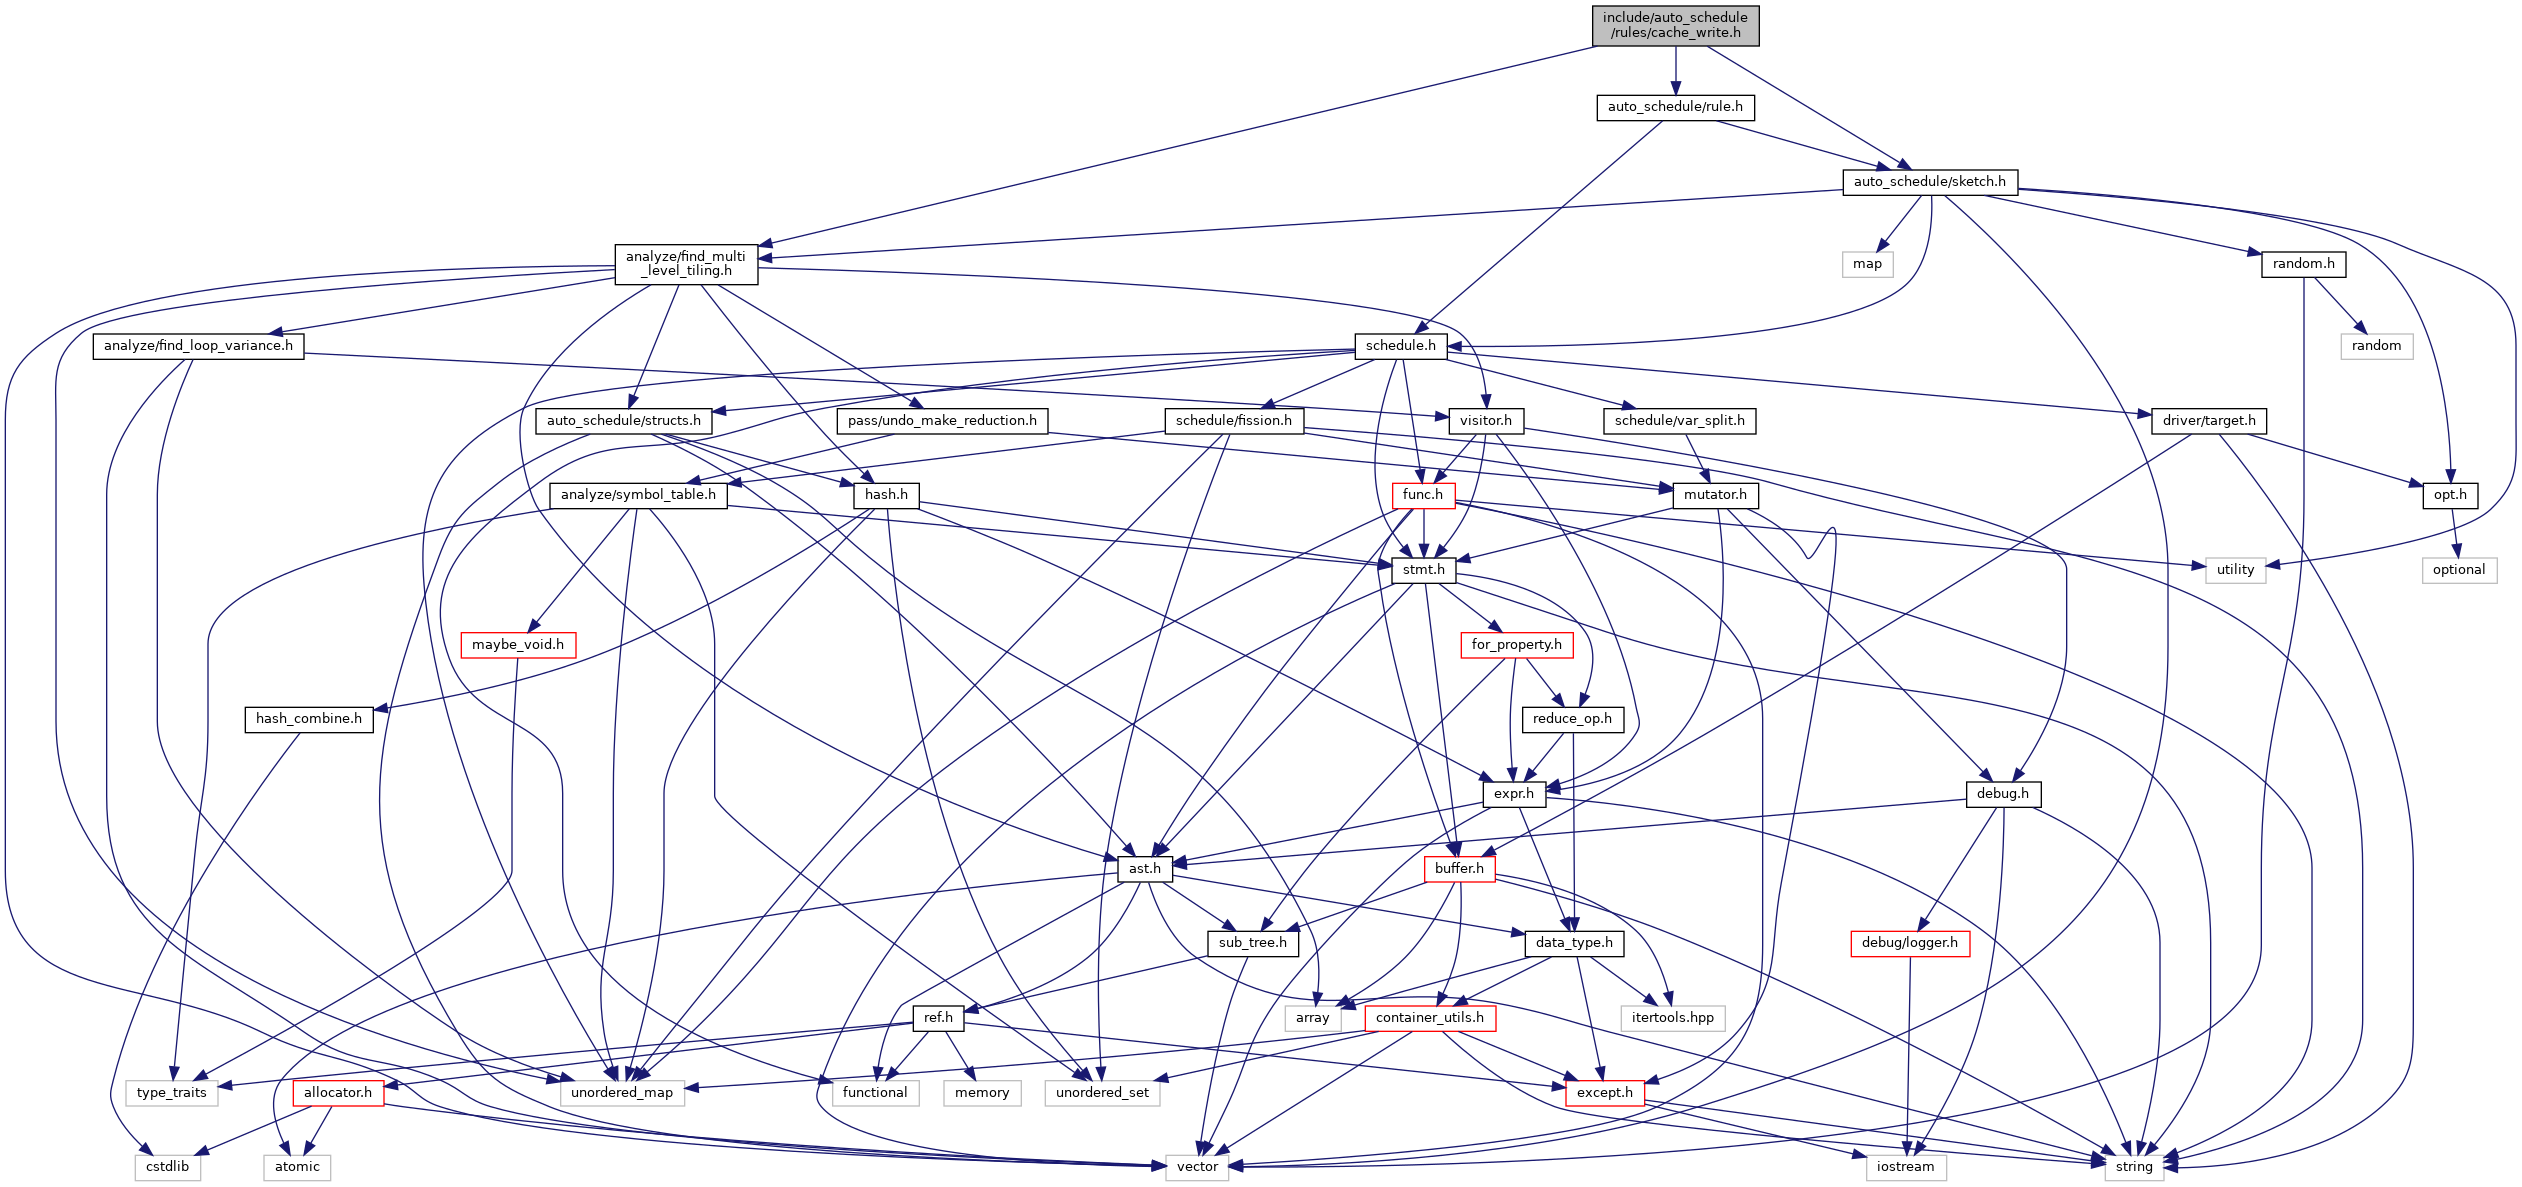 include/auto_schedule
/rules/cache_write.h
auto_schedule/rule.h
auto_schedule/sketch.h
analyze/find_multi
_level_tiling.h
map
random.h
analyze/find_loop_variance.h
schedule.h
random
auto_schedule/structs.h
pass/undo_make_reduction.h
schedule/fission.h
visitor.h
schedule/var_split.h
driver/target.h
analyze/symbol_table.h
hash.h
func.h
mutator.h
opt.h
stmt.h
utility
optional
maybe_void.h
for_property.h
hash_combine.h
reduce_op.h
expr.h
debug.h
ast.h
buffer.h
sub_tree.h
data_type.h
debug/logger.h
ref.h
array
container_utils.h
itertools.hpp
type_traits
allocator.h
unordered_map
functional
memory
unordered_set
except.h
cstdlib
atomic
vector
iostream
string